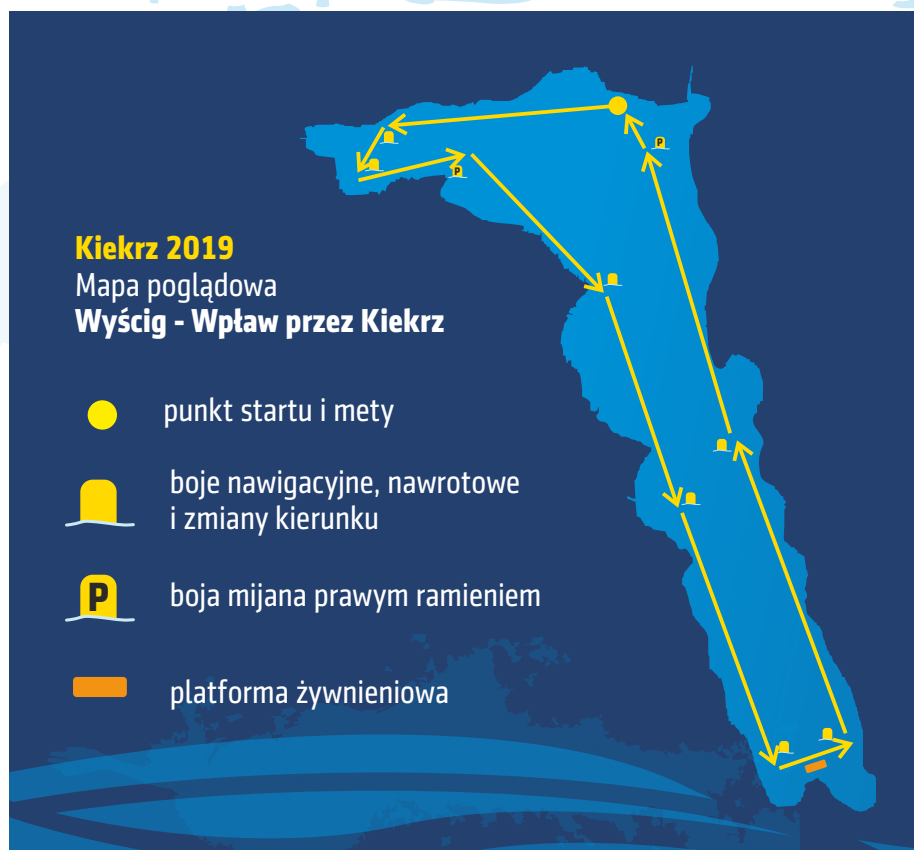 Kiekrz 2019
Mapa poglądowa
Wyścig - Wpław przez Kiekrz
punkt startu i mety
boje nawigacyjne, nawrotowe
i zmiany kierunku
P
boja mijana prawym ramieniem
platforma żywnieniowa
P
P